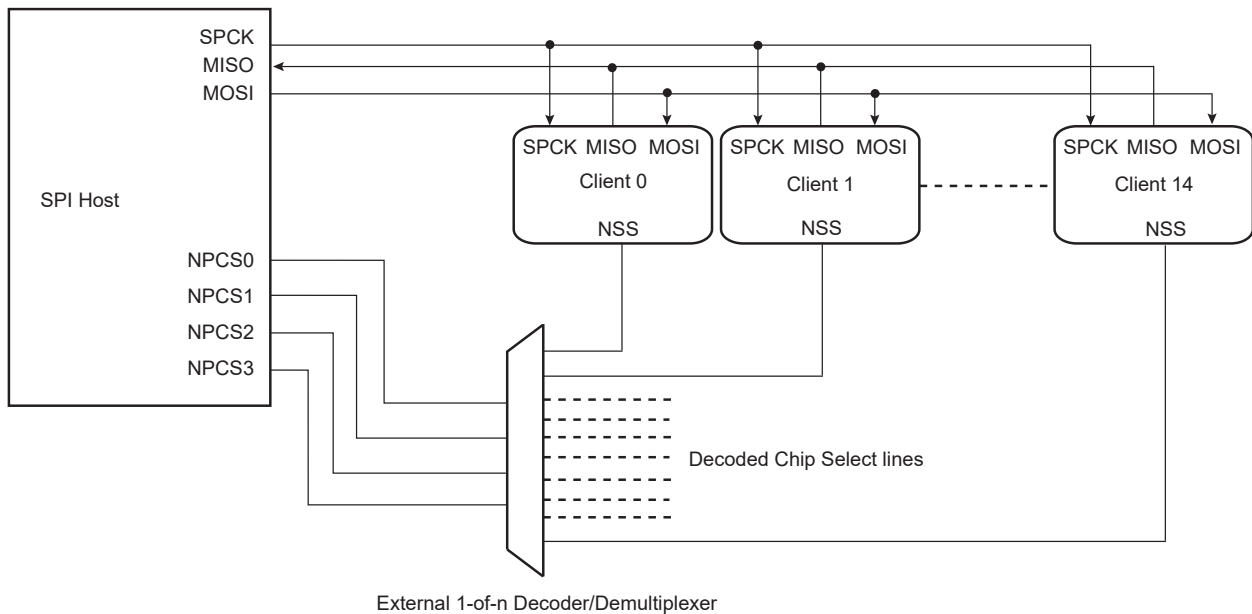 SPI Host
SPCK
MISO
MOSI
NPCS0
NPCS1
NPCS2
NPCS3
SPCK MISO MOSI
Client 0
NSS
SPCK MISO MOSI
Client 1
NSS
SPCK MISO MOSI
Client 14
NSS
Decoded Chip Select lines
External 1-of-n Decoder/Demultiplexer